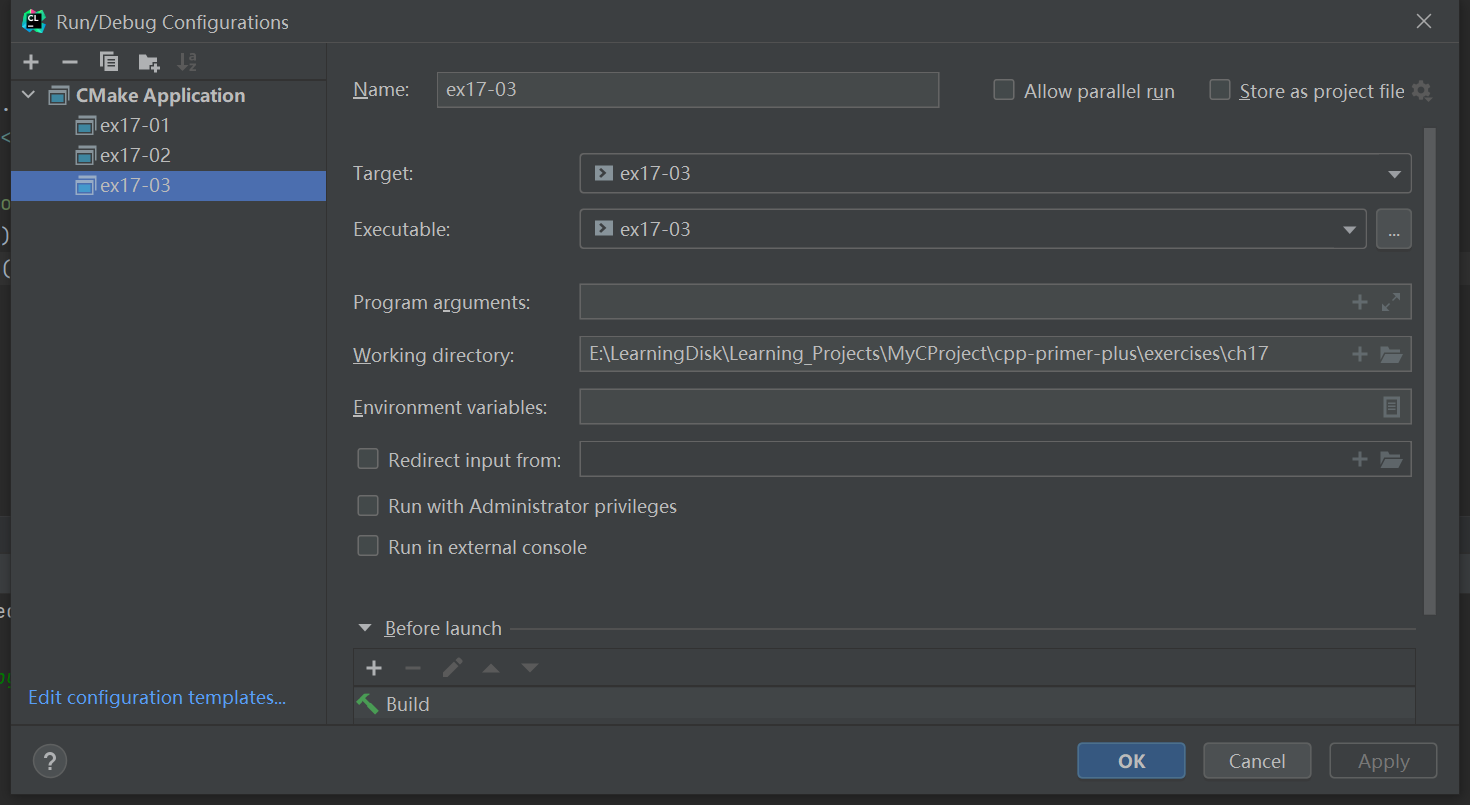 Run/Debug Configurations
CMake Application
ex17-01
ex17-02
ex17-03
Edit configuration templates...
Name: ex17-03 Allow parallel run Store as project file
Target: ex17-03
Executable: ex17-03 ...
Program arguments:
Working directory: E:\LearningDisk\Learning_Projects\MyCProject\cpp-primer-plus\exercises\ch17
Environment variables:
Redirect input from:
Run with Administrator privileges
Run in external console
Before launch
Build
? OK Cancel Apply